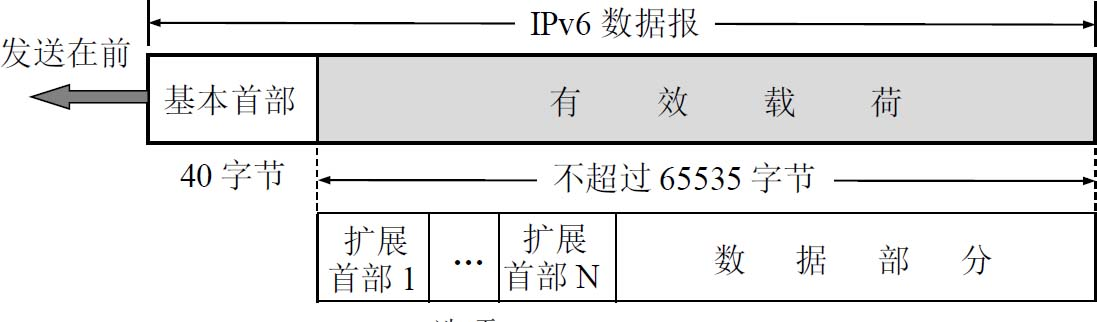 IPv6 数据报
发送在前
基本首部
有效载荷
40 字节
不超过 65535 字节
扩展
首部 1
…
扩展
首部 N
数据部分